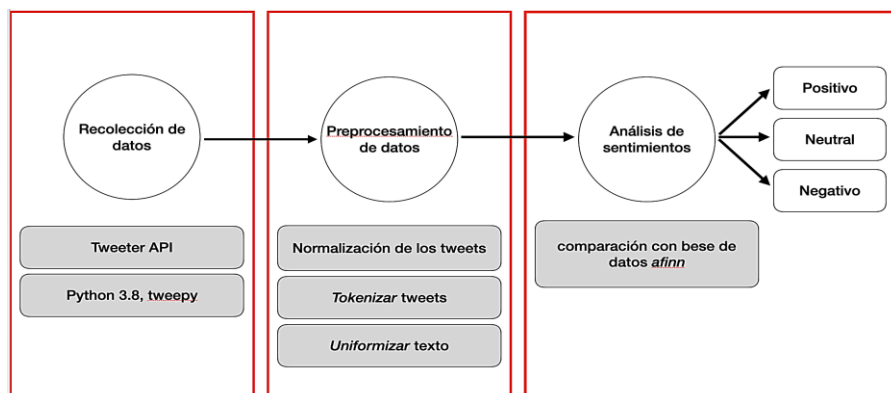 Recolección de
datos
Tweeter API
Python 3.8, tweepy
Preprocesamiento
de datos
Normalización de los tweets
Tokenizar tweets
Uniformizar texto
Análisis de
sentimientos
Positivo
Neutral
Negativo
comparación con bese de
datos afinn